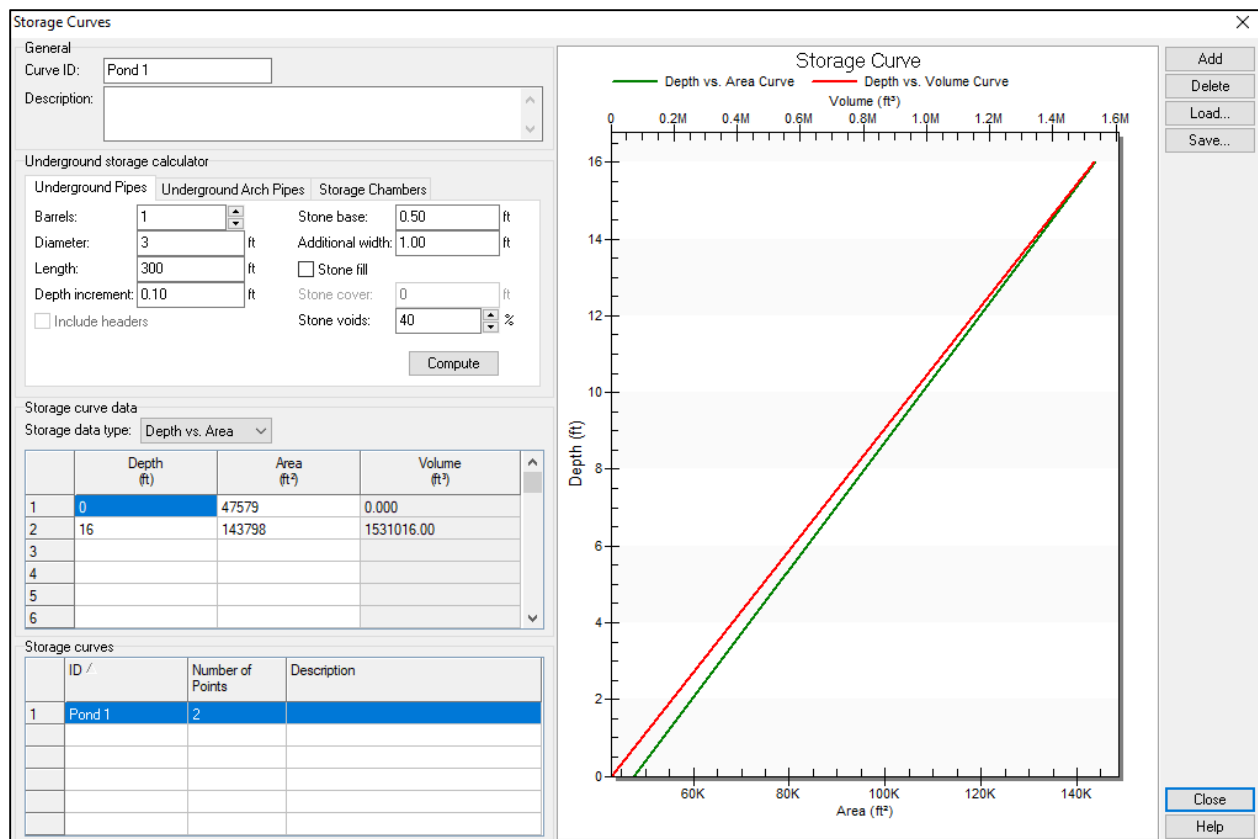 Storage Curves
General
Curve ID: Pond 1
Description:
Underground storage calculator
Underground Pipes Underground Arch Pipes Storage Chambers
Barrels: 1 Stone base: 0.50 ft
Diameter: 3 ft Additional width: 1.00 ft
Length: 300 ft Stone fill
Depth increment: 0.10 ft Stone cover: 0 ft
Include headers Stone voids: 40 %
Compute
Storage curve data
Storage data type: Depth vs. Area
Depth (ft) Area (ft²) Volume (ft³)
1 0 47579 0.000
2 16 143798 1531016.00
3
4
5
6
Storage curves
ID Number of Points Description
1 Pond 1 2
Storage Curve
Depth vs. Area Curve Depth vs. Volume Curve
Volume (ft³)
0 0.2M 0.4M 0.6M 0.8M 1.0M 1.2M 1.4M 1.6M
16
14
12
10
8
6
4
2
0
Depth (ft)
60K 80K 100K 120K 140K
Area (ft²)
Add
Delete
Load...
Save...
Close
Help